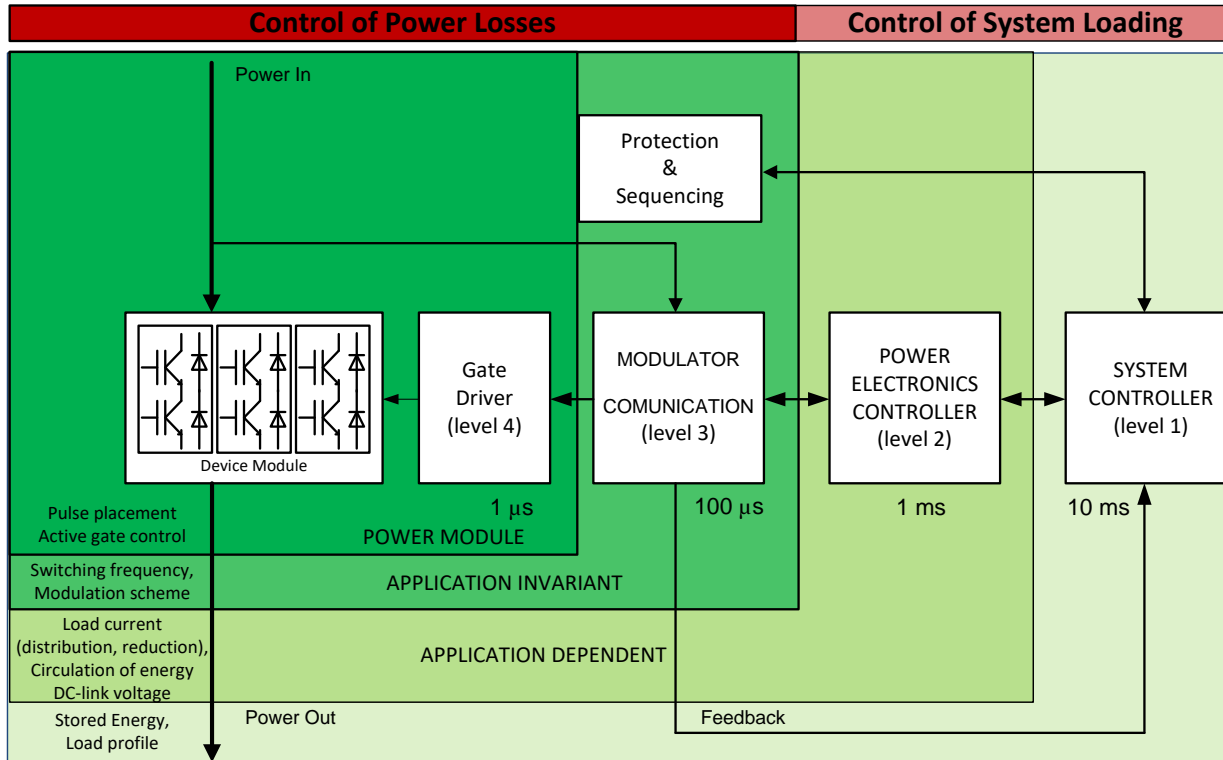 Control of Power Losses
Control of System Loading
Power In
Protection
&
Sequencing
Device Module
Gate
Driver
(level 4)
MODULATOR
COMUNICATION
(level 3)
POWER
ELECTRONICS
CONTROLLER
(level 2)
SYSTEM
CONTROLLER
(level 1)
1 μs
100 μs
1 ms
10 ms
Pulse placement
Active gate control
POWER MODULE
Switching frequency,
Modulation scheme
APPLICATION INVARIANT
Load current
(distribution, reduction),
Circulation of energy
DC-link voltage
APPLICATION DEPENDENT
Stored Energy,
Load profile
Power Out
Feedback